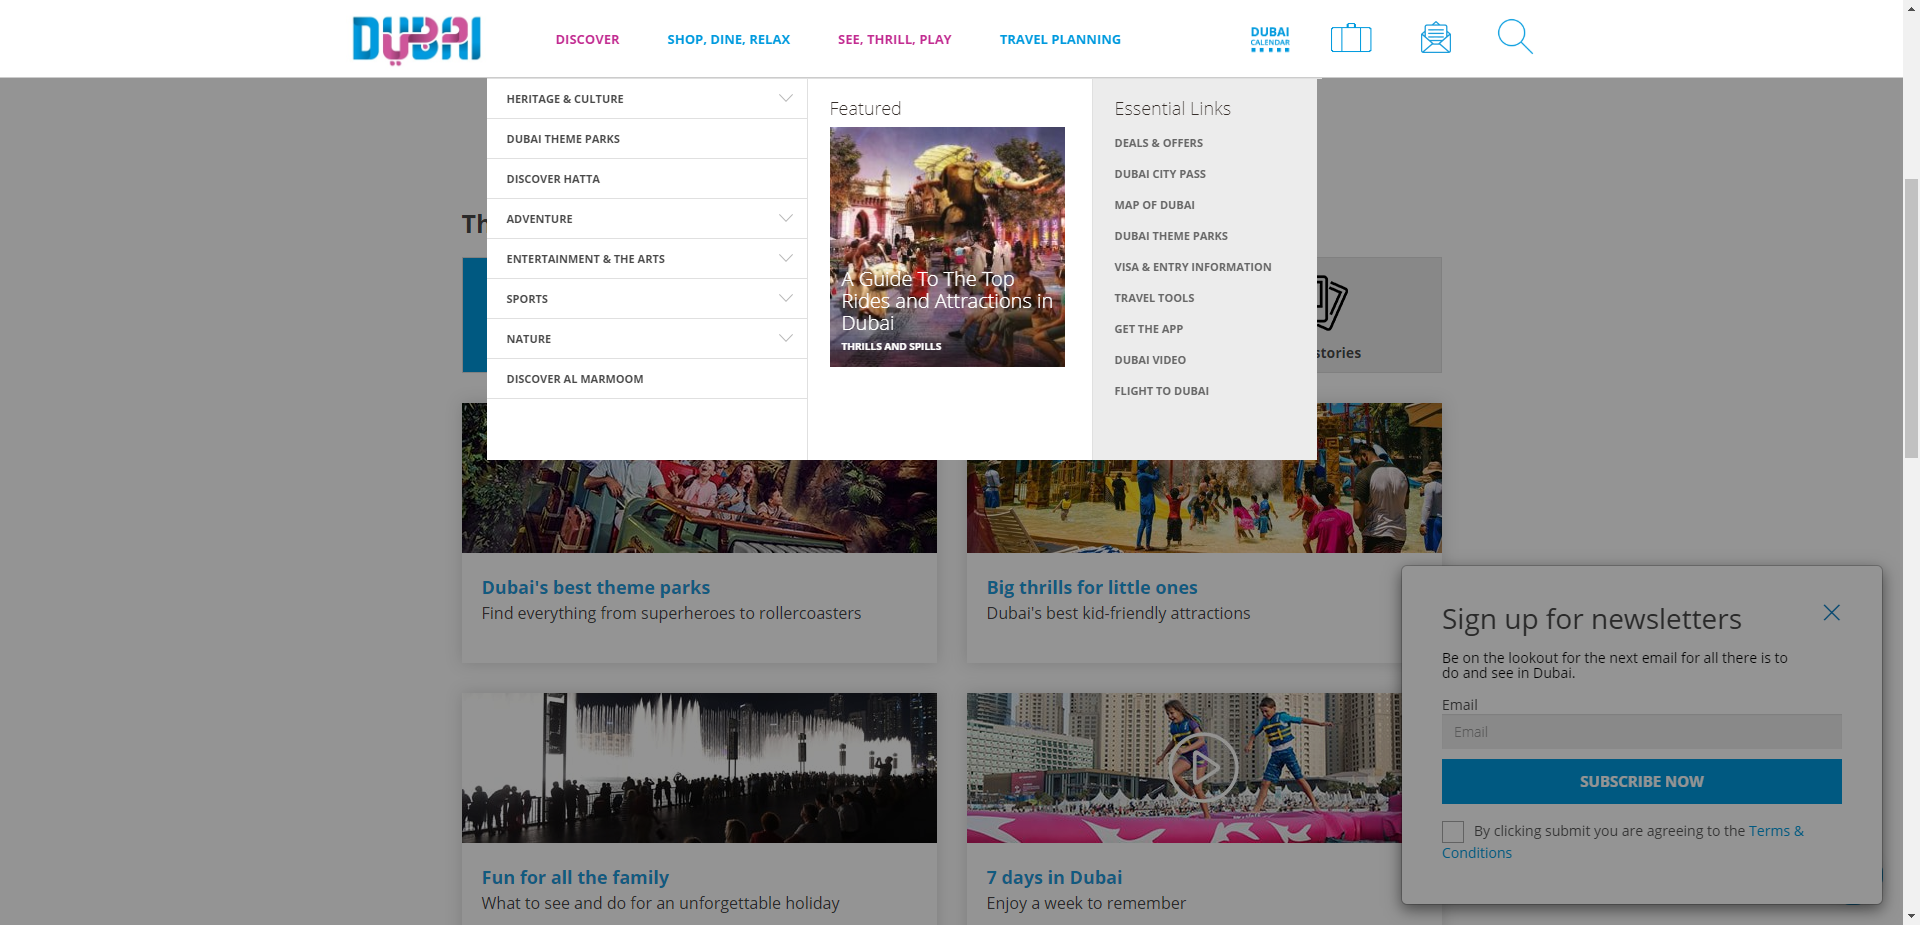 DUBAI
DISCOVER
SHOP, DINE, RELAX
SEE, THRILL, PLAY
TRAVEL PLANNING
DUBAI
CALENDAR
HERITAGE & CULTURE
DUBAI THEME PARKS
DISCOVER HATTA
ADVENTURE
ENTERTAINMENT & THE ARTS
SPORTS
NATURE
DISCOVER AL MARMOOM
Featured
A Guide To The Top
Rides and Attractions in
Dubai
THRILLS AND SPILLS
Essential Links
DEALS & OFFERS
DUBAI CITY PASS
MAP OF DUBAI
DUBAI THEME PARKS
VISA & ENTRY INFORMATION
TRAVEL TOOLS
GET THE APP
DUBAI VIDEO
FLIGHT TO DUBAI
Th
stories
Dubai's best theme parks
Find everything from superheroes to rollercoasters
Big thrills for little ones
Dubai's best kid-friendly attractions
Fun for all the family
What to see and do for an unforgettable holiday
7 days in Dubai
Enjoy a week to remember
Sign up for newsletters
Be on the lookout for the next email for all there is to
do and see in Dubai.
Email
Email
SUBSCRIBE NOW
By clicking submit you are agreeing to the Terms &
Conditions